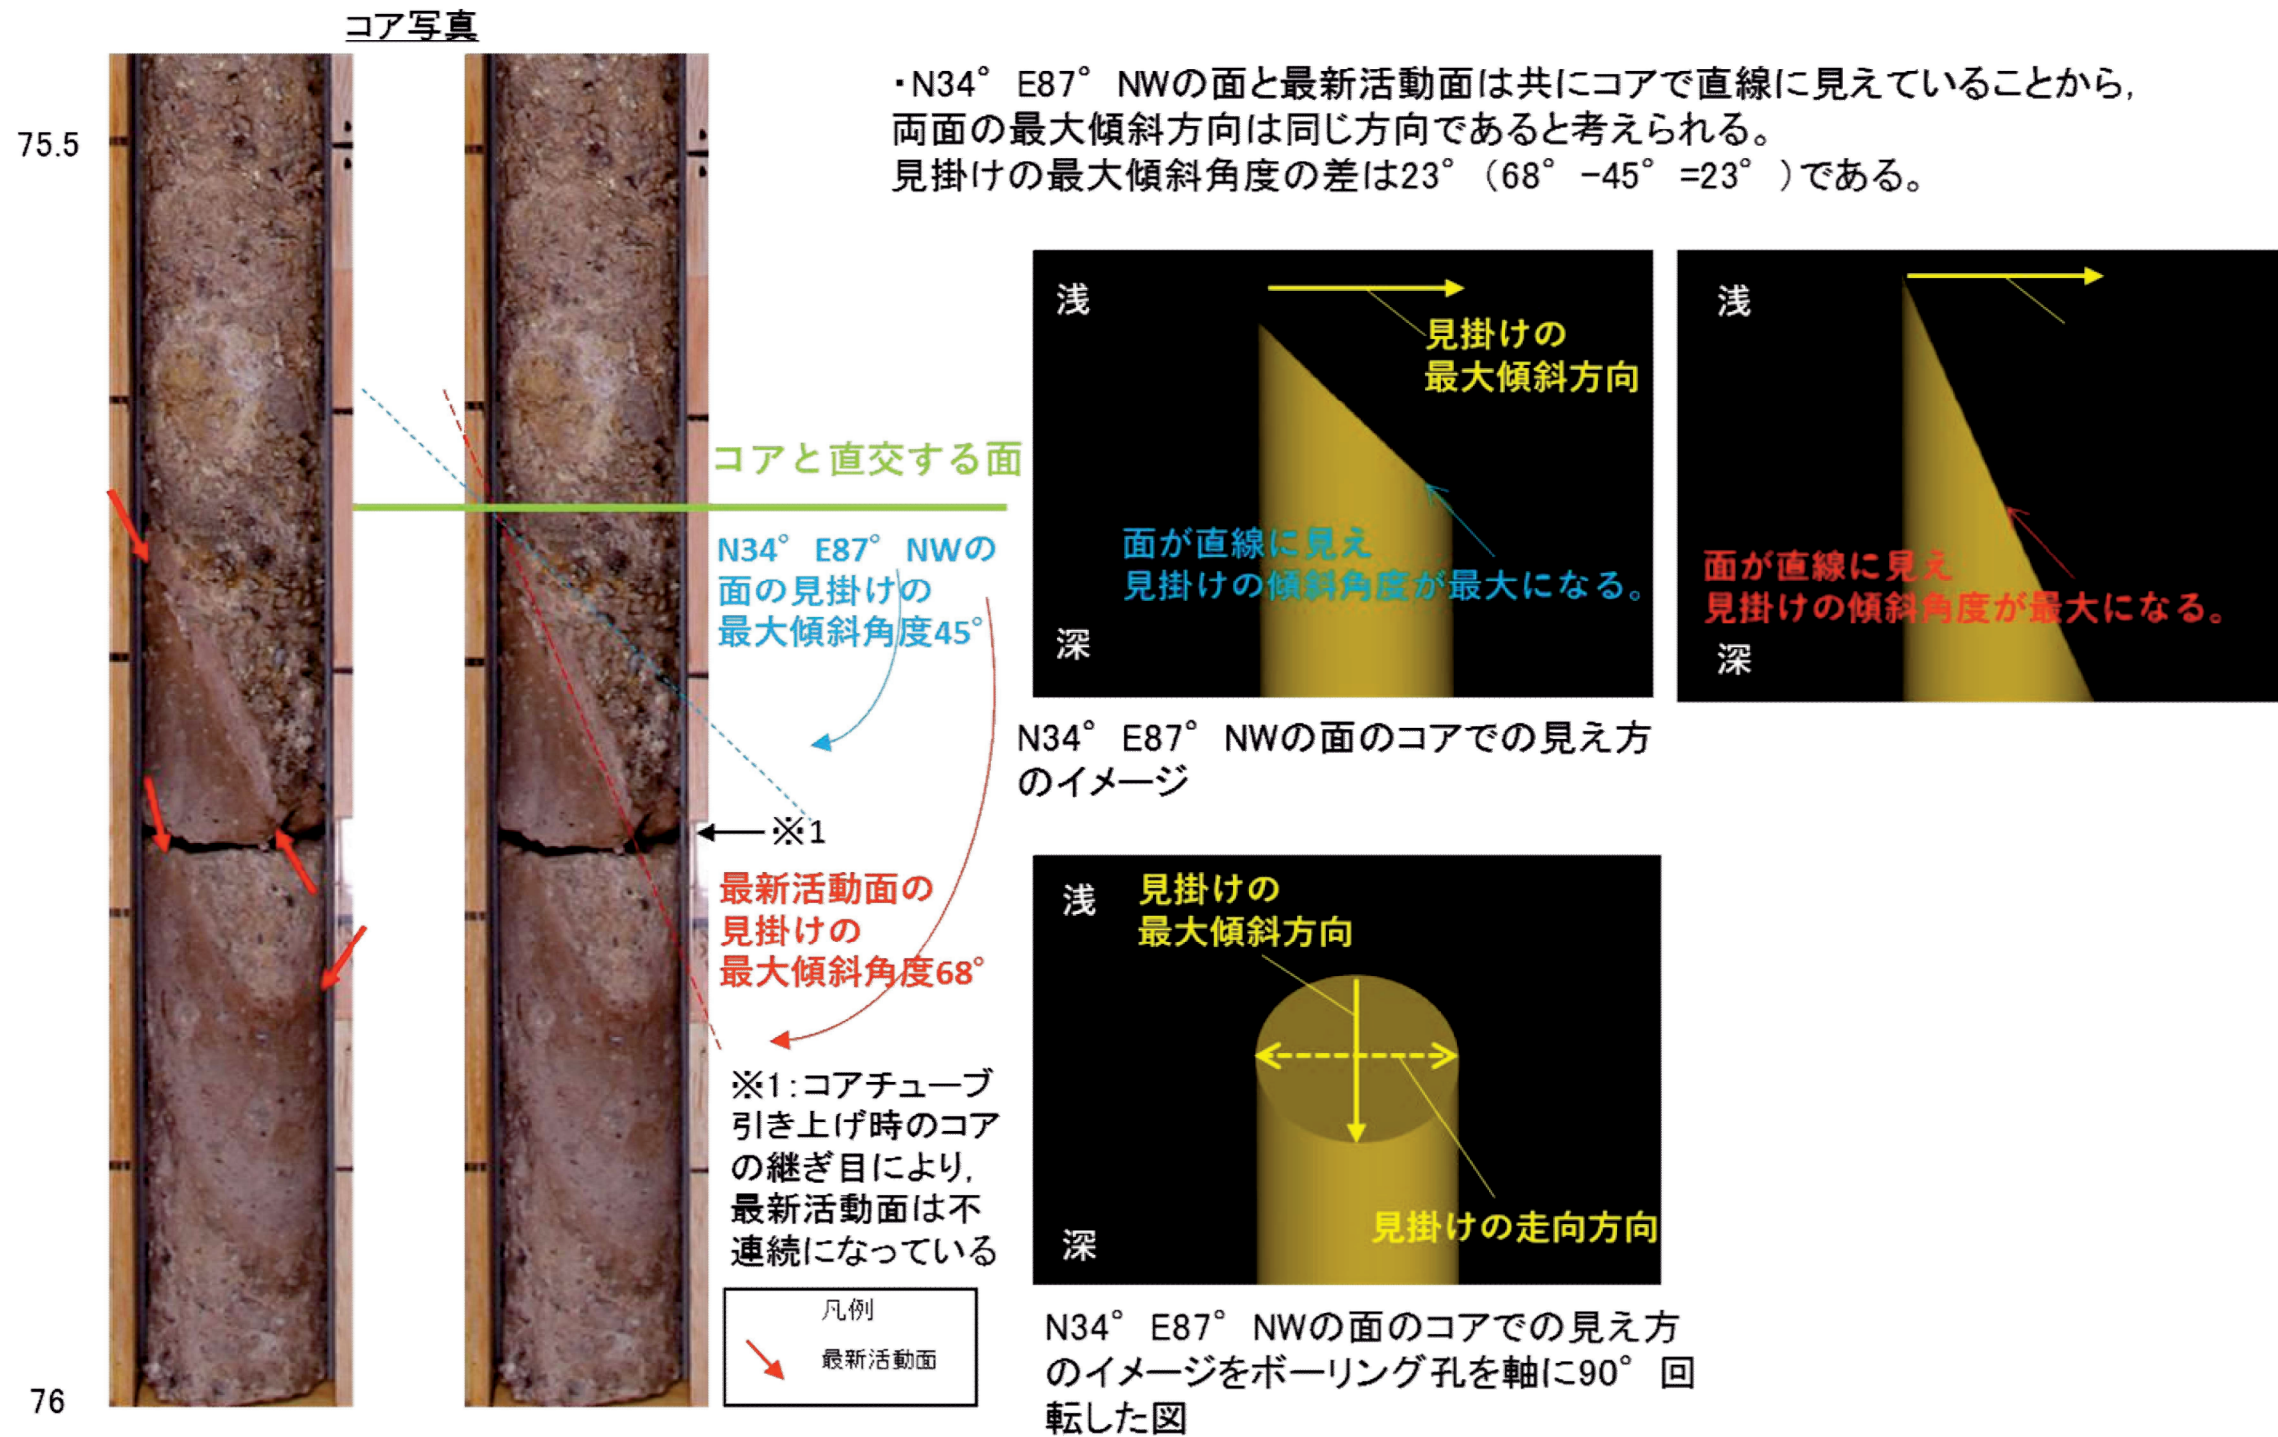 コア写真
75.5
76
・N34°E87°NWの面と最新活動面は共にコアで直線に見えていることから,
両面の最大傾斜方向は同じ方向であると考えられる。
見掛けの最大傾斜角度の差は23°(68°-45°=23°)である。
コアと直交する面
N34°E87°NWの
面の見掛けの
最大傾斜角度45°
※1
最新活動面の
見掛けの
最大傾斜角度68°
※1:コアチューブ
引き上げ時のコア
の継ぎ目により,
最新活動面は不
連続になっている
凡例
最新活動面
浅
見掛けの
最大傾斜方向
面が直線に見え
見掛けの傾斜角度が最大になる。
深
N34°E87°NWの面のコアでの見え方
のイメージ
浅
面が直線に見え
見掛けの傾斜角度が最大になる。
深
浅
見掛けの
最大傾斜方向
見掛けの走向方向
深
N34°E87°NWの面のコアでの見え方
のイメージをボーリング孔を軸に90°回
転した図